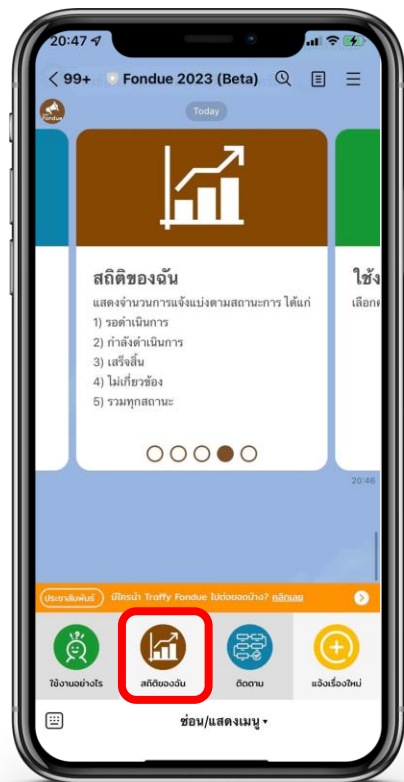 20:47
99+ Fondue 2023 (Beta)
Fondue
Today
สถิติของฉัน
แสดงจำนวนการแจ้งแบ่งตามสถานะการ ได้แก่
1) รอดำเนินการ
2) กำลังดำเนินการ
3) เสร็จสิ้น
4) ไม่เกี่ยวข้อง
5) รวมทุกสถานะ
ใช้ง
เลือก
20:46
ประชาสัมพันธ์ มีใครนำ Traffy Fondue ไปต่อยอดบ้าง? คลิกเลย
ใช้งานอย่างไร สถิติของฉัน ติดตาม แจ้งเรื่องใหม่
ซ่อน/แสดงเมนู